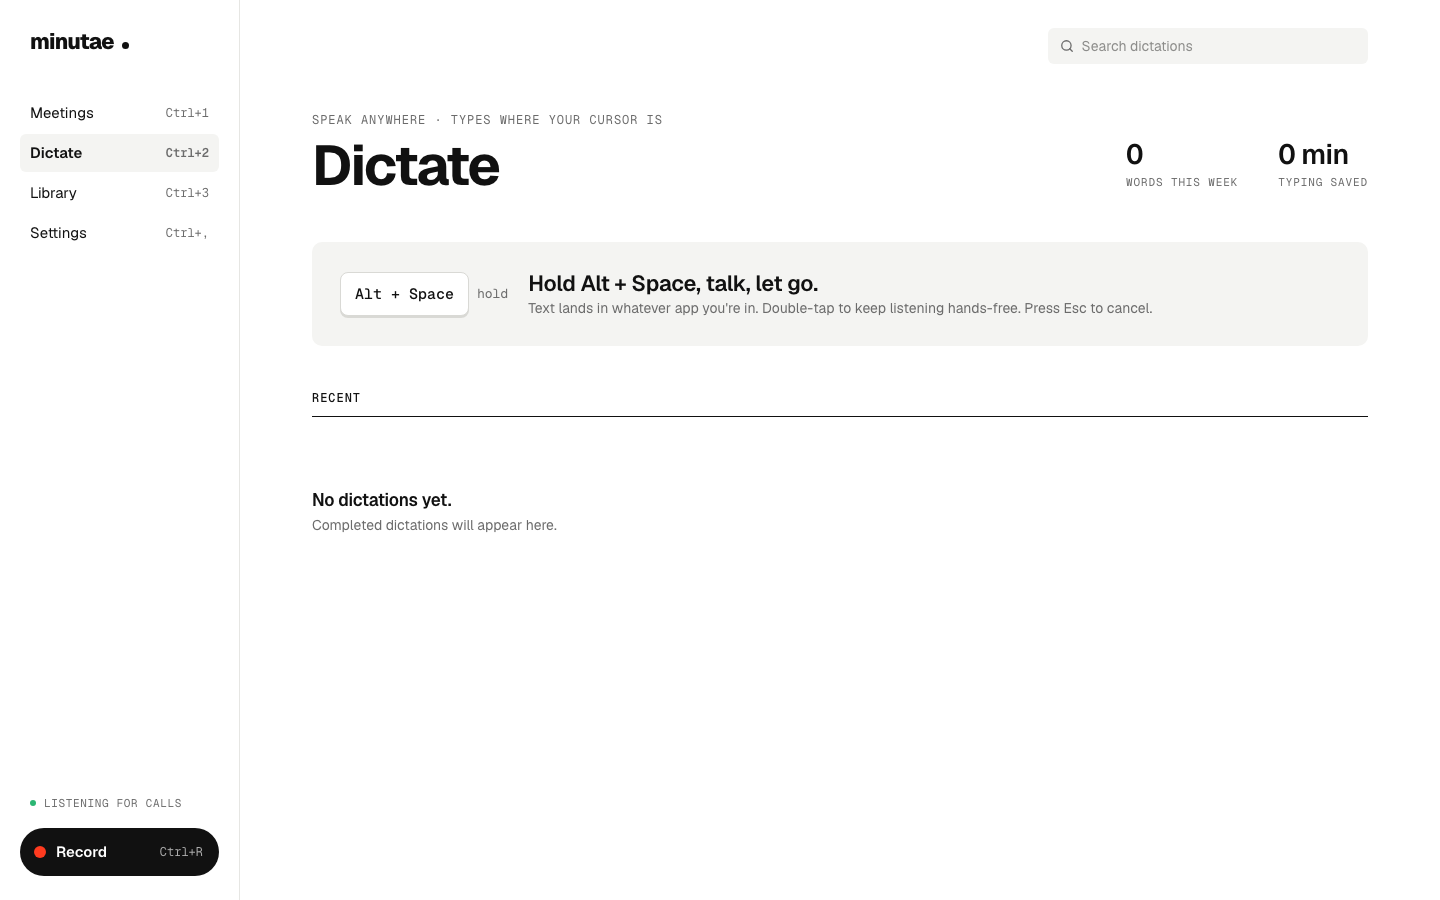 minutae
Meetings Ctrl+1
Dictate Ctrl+2
Library Ctrl+3
Settings Ctrl+,
LISTENING FOR CALLS
Record Ctrl+R
Search dictations
SPEAK ANYWHERE · TYPES WHERE YOUR CURSOR IS
Dictate
0
WORDS THIS WEEK
0 min
TYPING SAVED
Alt + Space hold
Hold Alt + Space, talk, let go.
Text lands in whatever app you're in. Double-tap to keep listening hands-free. Press Esc to cancel.
RECENT
No dictations yet.
Completed dictations will appear here.